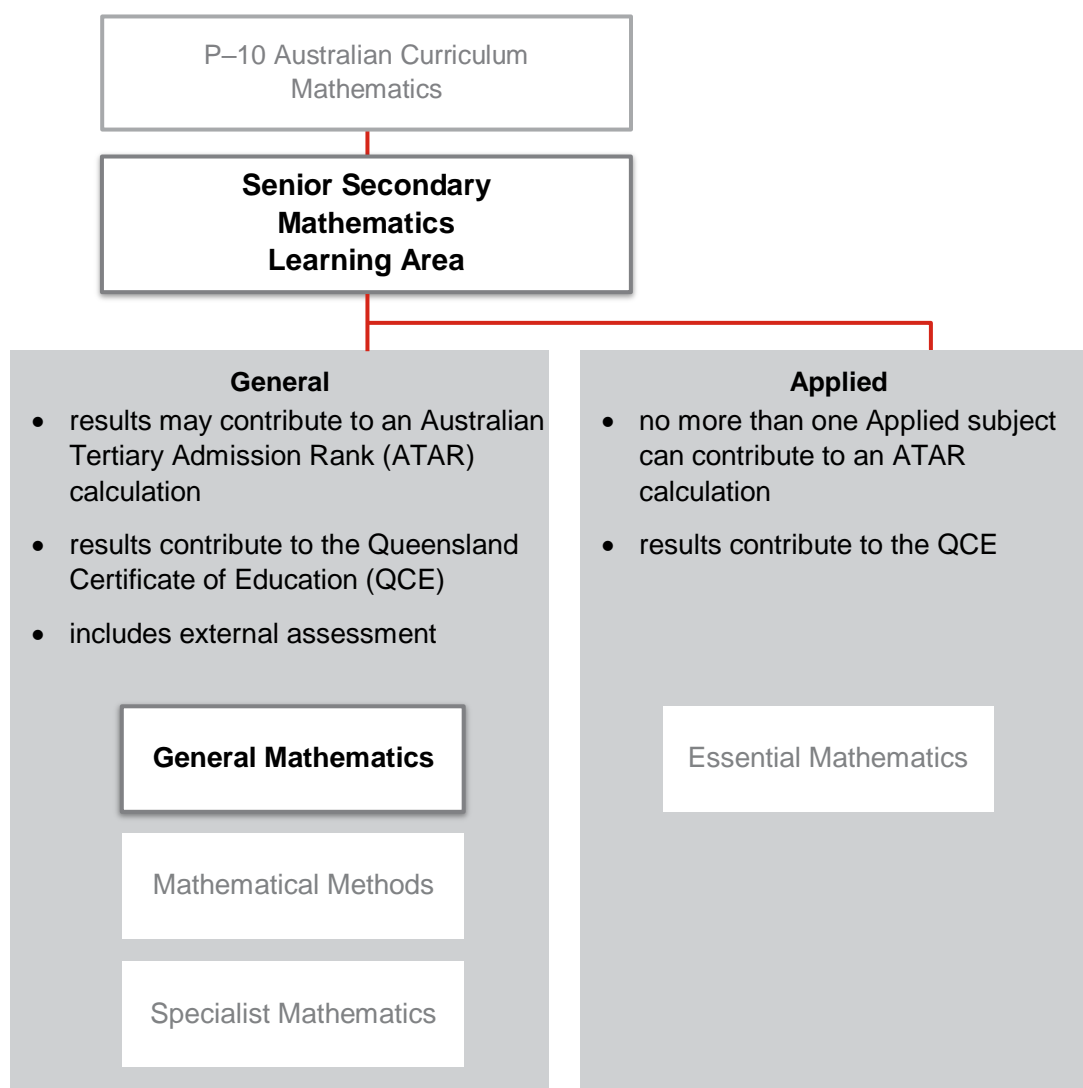 P–10 Australian Curriculum
Mathematics
Senior Secondary
Mathematics
Learning Area
General
• results may contribute to an Australian
Tertiary Admission Rank (ATAR)
calculation
• results contribute to the Queensland
Certificate of Education (QCE)
• includes external assessment
General Mathematics
Mathematical Methods
Specialist Mathematics
Applied
• no more than one Applied subject
can contribute to an ATAR
calculation
• results contribute to the QCE
Essential Mathematics